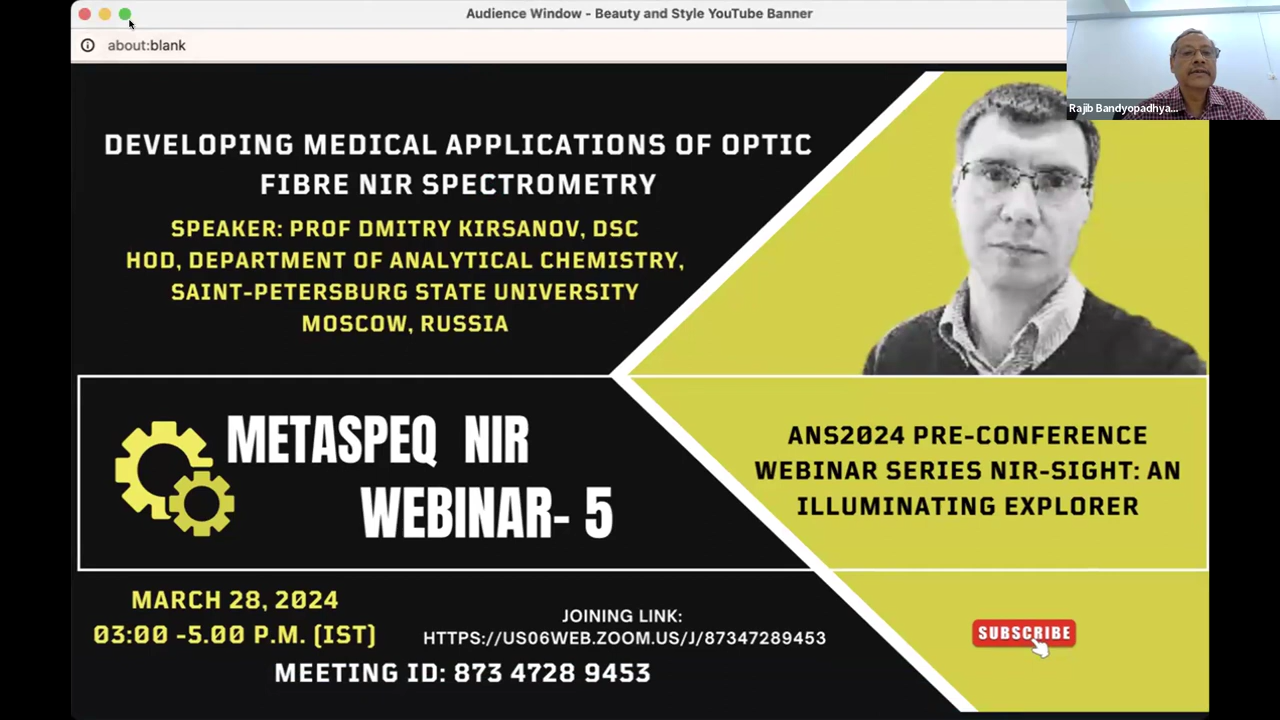 Audience Window - Beauty and Style YouTube Banner
about:blank
Rajib Bandyopadhya...
DEVELOPING MEDICAL APPLICATIONS OF OPTIC
FIBRE NIR SPECTROMETRY
SPEAKER: PROF DMITRY KIRSANOV, DSC
HOD, DEPARTMENT OF ANALYTICAL CHEMISTRY,
SAINT-PETERSBURG STATE UNIVERSITY
MOSCOW, RUSSIA
METASPEQ NIR
WEBINAR- 5
ANS2024 PRE-CONFERENCE
WEBINAR SERIES NIR-SIGHT: AN
ILLUMINATING EXPLORER
MARCH 28, 2024
03:00 -5.00 P.M. (IST)
JOINING LINK:
HTTPS://US06WEB.ZOOM.US/J/87347289453
MEETING ID: 873 4728 9453
SUBSCRIBE